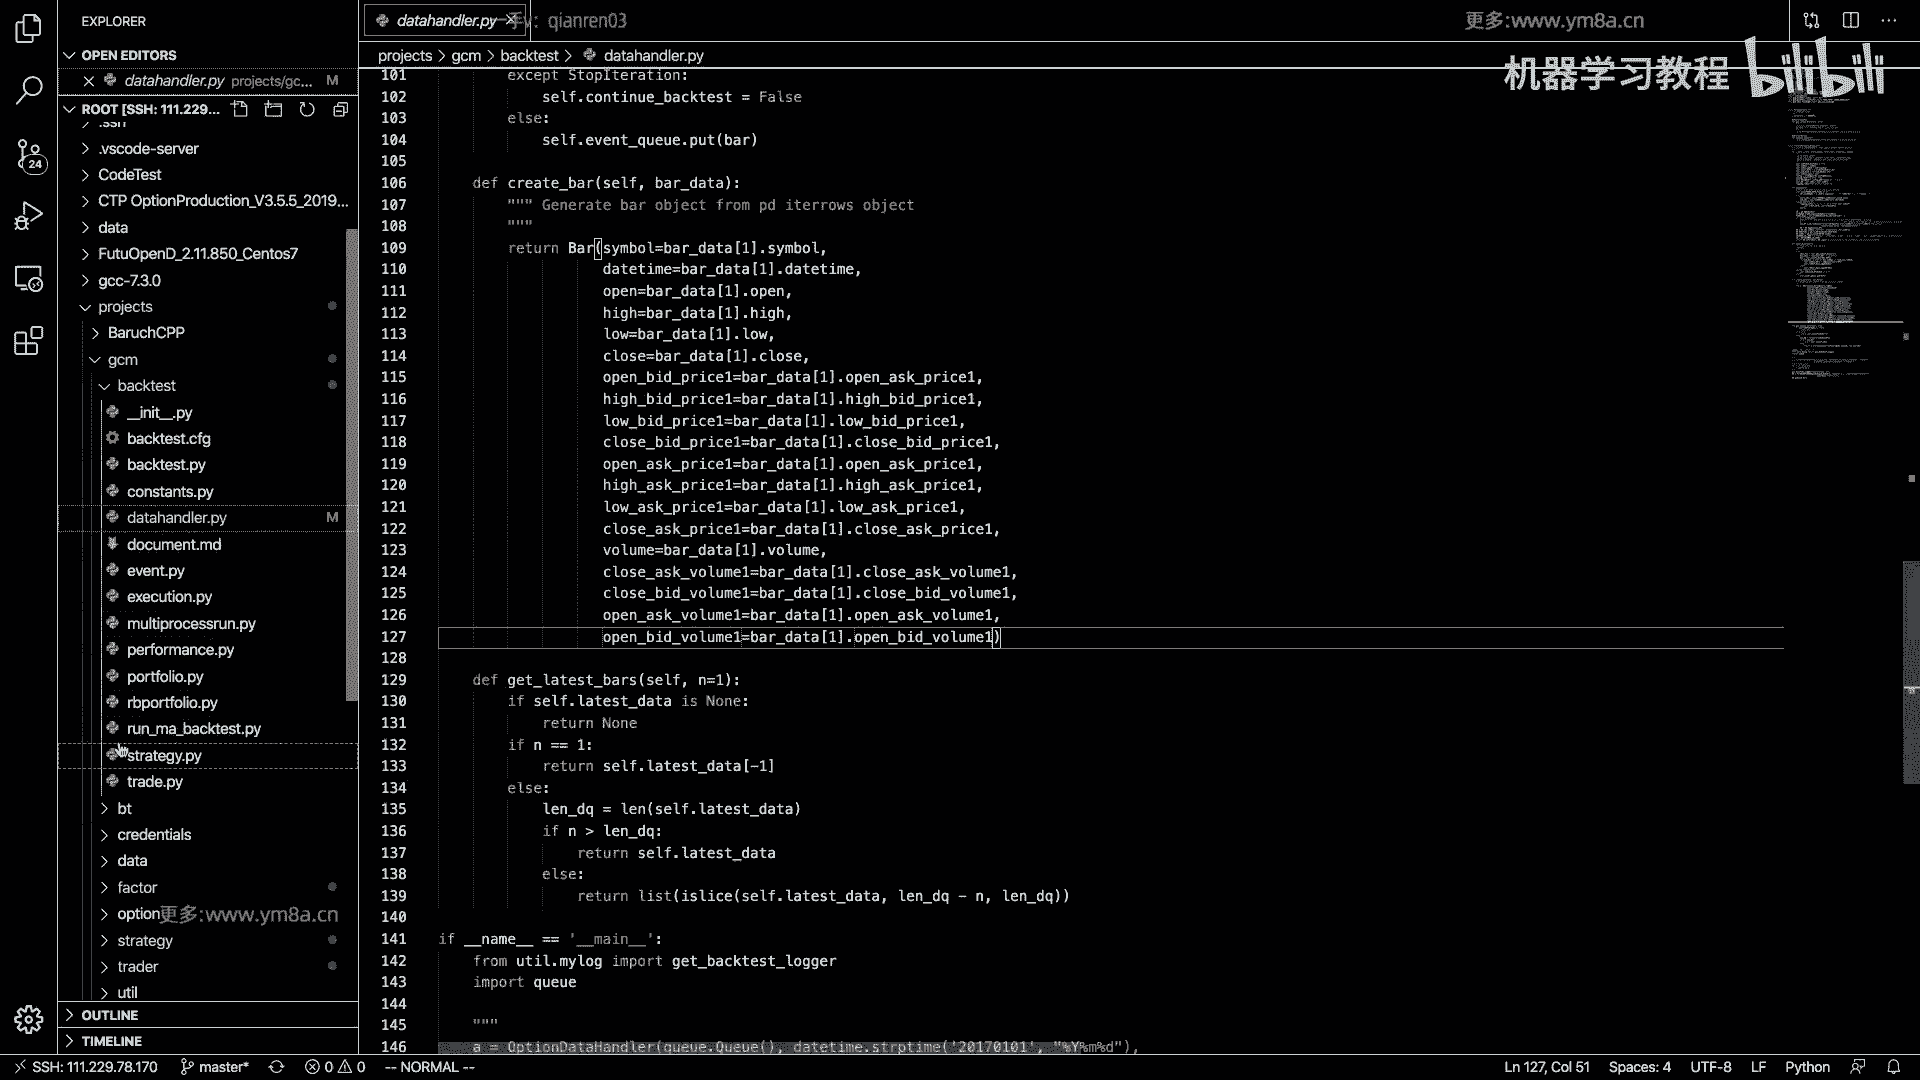 EXPLORER
OPEN EDITORS
datahandler.py projects/gc... M
ROOT [SSH: 111.229...
.ssh
.vscode-server
CodeTest
CTP OptionProduction_V3.5.5_2019...
data
FutuOpenD_2.11.850_Centos7
gcc-7.3.0
projects
BaruchCPP
gcm
backtest
__init__.py
backtest.cfg
backtest.py
constants.py
datahandler.py M
document.md
event.py
execution.py
multiprocessrun.py
performance.py
portfolio.py
rbportfolio.py
run_ma_backtest.py
strategy.py
trade.py
bt
credentials
data
factor
option
更多:www.ym8a.cn
strategy
trader
util
OUTLINE
TIMELINE
24
datahandler.py
qianren03
更多:www.ym8a.cn
机器学习教程 bilibili
projects > gcm > backtest > datahandler.py
101 except StopIteration:
102 self.continue_backtest = False
103 else:
104 self.event_queue.put(bar)
105
106 def create_bar(self, bar_data):
107 """ Generate bar object from pd iterrows object
108 """
109 return Bar(symbol=bar_data[1].symbol,
110 datetime=bar_data[1].datetime,
111 open=bar_data[1].open,
112 high=bar_data[1].high,
113 low=bar_data[1].low,
114 close=bar_data[1].close,
115 open_bid_price1=bar_data[1].open_ask_price1,
116 high_bid_price1=bar_data[1].high_bid_price1,
117 low_bid_price1=bar_data[1].low_bid_price1,
118 close_bid_price1=bar_data[1].close_bid_price1,
119 open_ask_price1=bar_data[1].open_ask_price1,
120 high_ask_price1=bar_data[1].high_ask_price1,
121 low_ask_price1=bar_data[1].low_ask_price1,
122 close_ask_price1=bar_data[1].close_ask_price1,
123 volume=bar_data[1].volume,
124 close_ask_volume1=bar_data[1].close_ask_volume1,
125 close_bid_volume1=bar_data[1].close_bid_volume1,
126 open_ask_volume1=bar_data[1].open_ask_volume1,
127 open_bid_volume1=bar_data[1].open_bid_volume1)
128
129 def get_latest_bars(self, n=1):
130 if self.latest_data is None:
131 return None
132 if n == 1:
133 return self.latest_data[-1]
134 else:
135 len_dq = len(self.latest_data)
136 if n > len_dq:
137 return self.latest_data
138 else:
139 return list(islice(self.latest_data, len_dq - n, len_dq))
140
141 if __name__ == '__main__':
142 from util.mylog import get_backtest_logger
143 import queue
144
145 """
146 a = OptionDataHandler(queue.Queue(), datetime.strptime('20170101', "%Y%m%d"),
SSH: 111.229.78.170 master* 0 0 -- NORMAL -- Ln 127, Col 51 Spaces: 4 UTF-8 LF Python